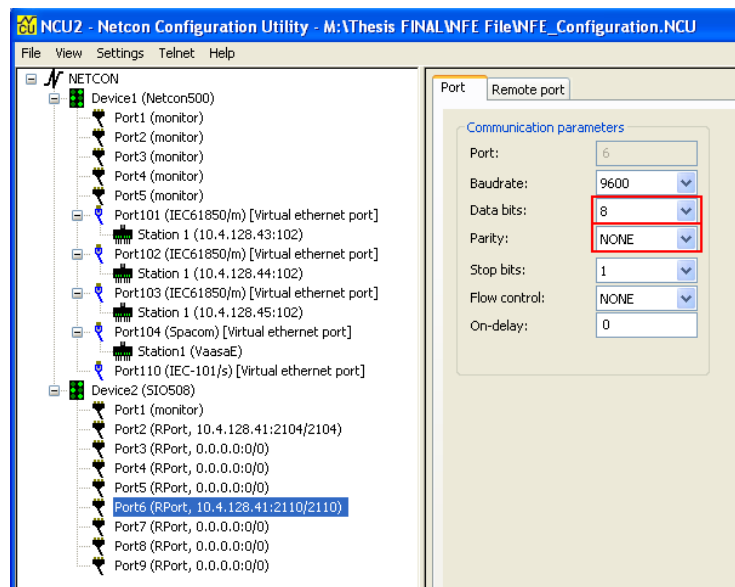 NCU2 - Netcon Configuration Utility - M:\Thesis FINAL\NFE File\NFE_Configuration.NCU
File View Settings Telnet Help
NETCON
Device1 (Netcon500)
Port1 (monitor)
Port2 (monitor)
Port3 (monitor)
Port4 (monitor)
Port5 (monitor)
Port101 (IEC61850/m) [Virtual ethernet port]
Station 1 (10.4.128.43:102)
Port102 (IEC61850/m) [Virtual ethernet port]
Station 1 (10.4.128.44:102)
Port103 (IEC61850/m) [Virtual ethernet port]
Station 1 (10.4.128.45:102)
Port104 (Spacom) [Virtual ethernet port]
Station1 (VaasaE)
Port110 (IEC-101/s) [Virtual ethernet port]
Device2 (SIO508)
Port1 (monitor)
Port2 (RPort, 10.4.128.41:2104/2104)
Port3 (RPort, 0.0.0.0:0/0)
Port4 (RPort, 0.0.0.0:0/0)
Port5 (RPort, 0.0.0.0:0/0)
Port6 (RPort, 10.4.128.41:2110/2110)
Port7 (RPort, 0.0.0.0:0/0)
Port8 (RPort, 0.0.0.0:0/0)
Port9 (RPort, 0.0.0.0:0/0)
Port Remote port
Communication parameters
Port: 6
Baudrate: 9600
Data bits: 8
Parity: NONE
Stop bits: 1
Flow control: NONE
On-delay: 0